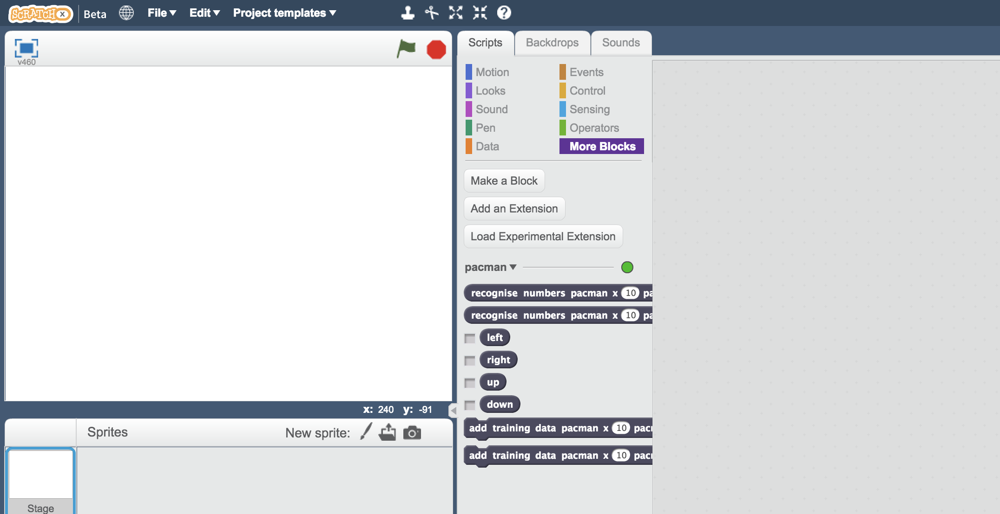 SCRATCH X Beta File Edit Project templates
v460
Scripts Backdrops Sounds
Motion Events
Looks Control
Sound Sensing
Pen Operators
Data More Blocks
Make a Block
Add an Extension
Load Experimental Extension
pacman
recognise numbers pacman x 10 pa
recognise numbers pacman x 10 pa
left
right
up
down
add training data pacman x 10 pac
add training data pacman x 10 pac
x: 240 y: -91
Sprites New sprite:
Stage